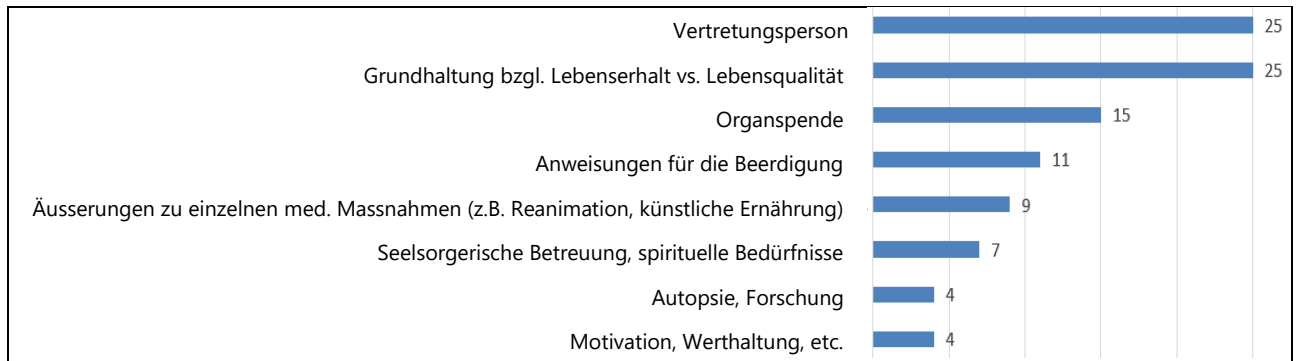 Vertretungsperson 25
Grundhaltung bzgl. Lebenserhalt vs. Lebensqualität 25
Organspende 15
Anweisungen für die Beerdigung 11
Äusserungen zu einzelnen med. Massnahmen (z.B. Reanimation, künstliche Ernährung) 9
Seelsorgerische Betreuung, spirituelle Bedürfnisse 7
Autopsie, Forschung 4
Motivation, Werthaltung, etc. 4